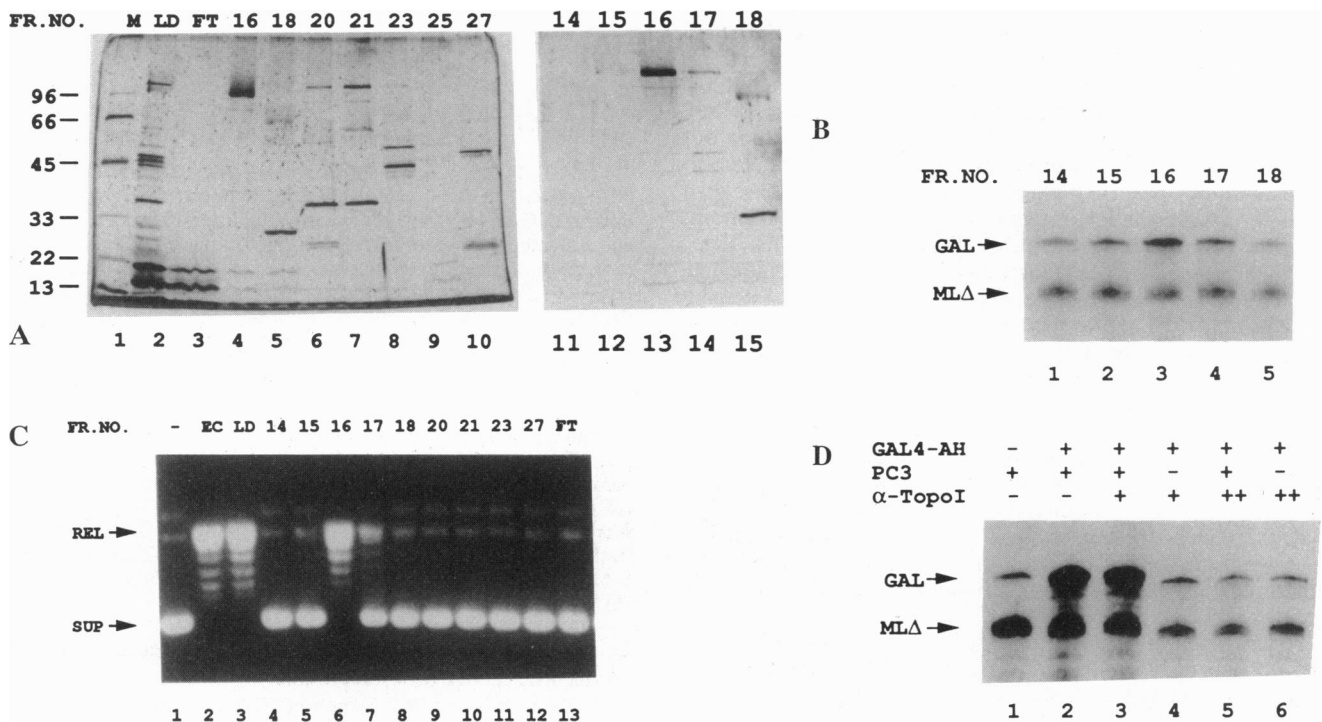 FR.NO. M LD FT 16 18 20 21 23 25 27
14 15 16 17 18
96
66
45
33
22
13
A
1 2 3 4 5 6 7 8 9 10
11 12 13 14 15
B
FR.NO. 14 15 16 17 18
GAL
MLΔ
1 2 3 4 5
C
FR.NO. - EC LD 14 15 16 17 18 20 21 23 27 FT
REL
SUP
1 2 3 4 5 6 7 8 9 10 11 12 13
D
GAL4-AH - + + + + +
PC3 + + + - + -
α-TopoI - - + + ++ ++
GAL
MLΔ
1 2 3 4 5 6